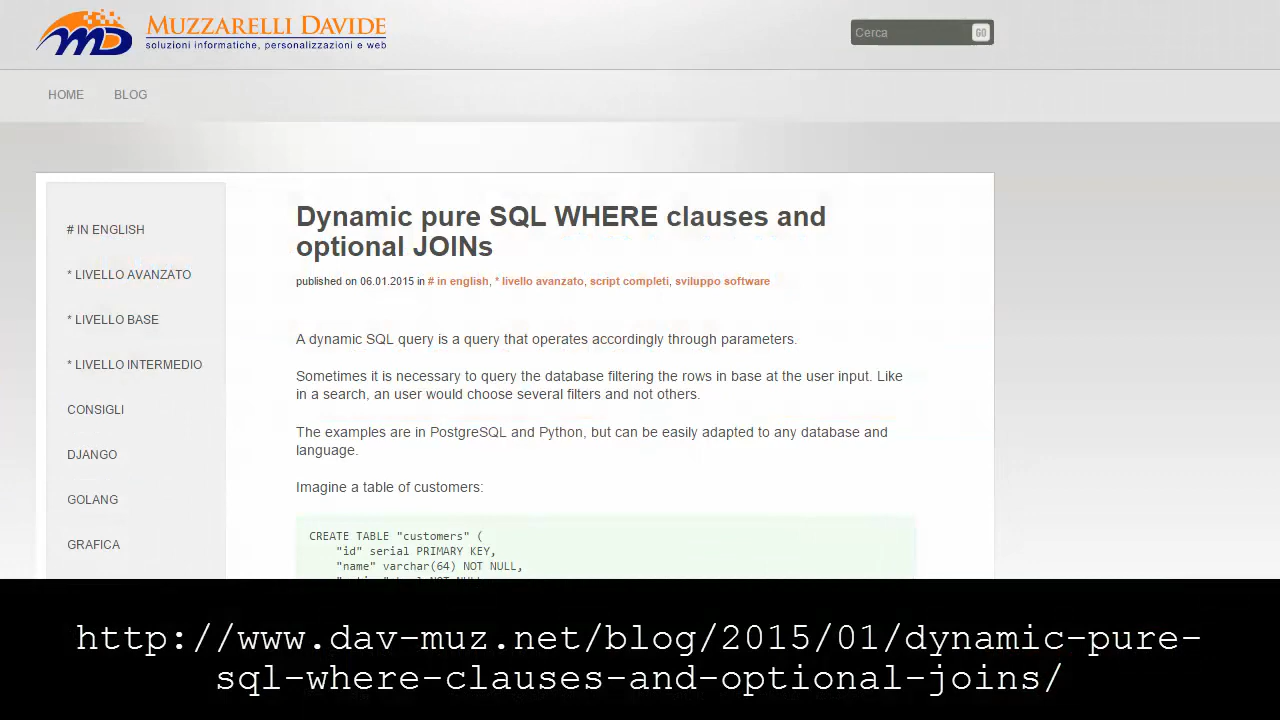 MUZZARELLI DAVIDE
soluzioni informatiche, personalizzazioni e web
Cerca
GO
HOME
BLOG
# IN ENGLISH
* LIVELLO AVANZATO
* LIVELLO BASE
* LIVELLO INTERMEDIO
CONSIGLI
DJANGO
GOLANG
GRAFICA
Dynamic pure SQL WHERE clauses and
optional JOINs
published on 06.01.2015 in # in english, * livello avanzato, script completi, sviluppo software
A dynamic SQL query is a query that operates accordingly through parameters.
Sometimes it is necessary to query the database filtering the rows in base at the user input. Like
in a search, an user would choose several filters and not others.
The examples are in PostgreSQL and Python, but can be easily adapted to any database and
language.
Imagine a table of customers:
CREATE TABLE "customers" (
"id" serial PRIMARY KEY,
"name" varchar(64) NOT NULL,
http://www.dav-muz.net/blog/2015/01/dynamic-pure-
sql-where-clauses-and-optional-joins/